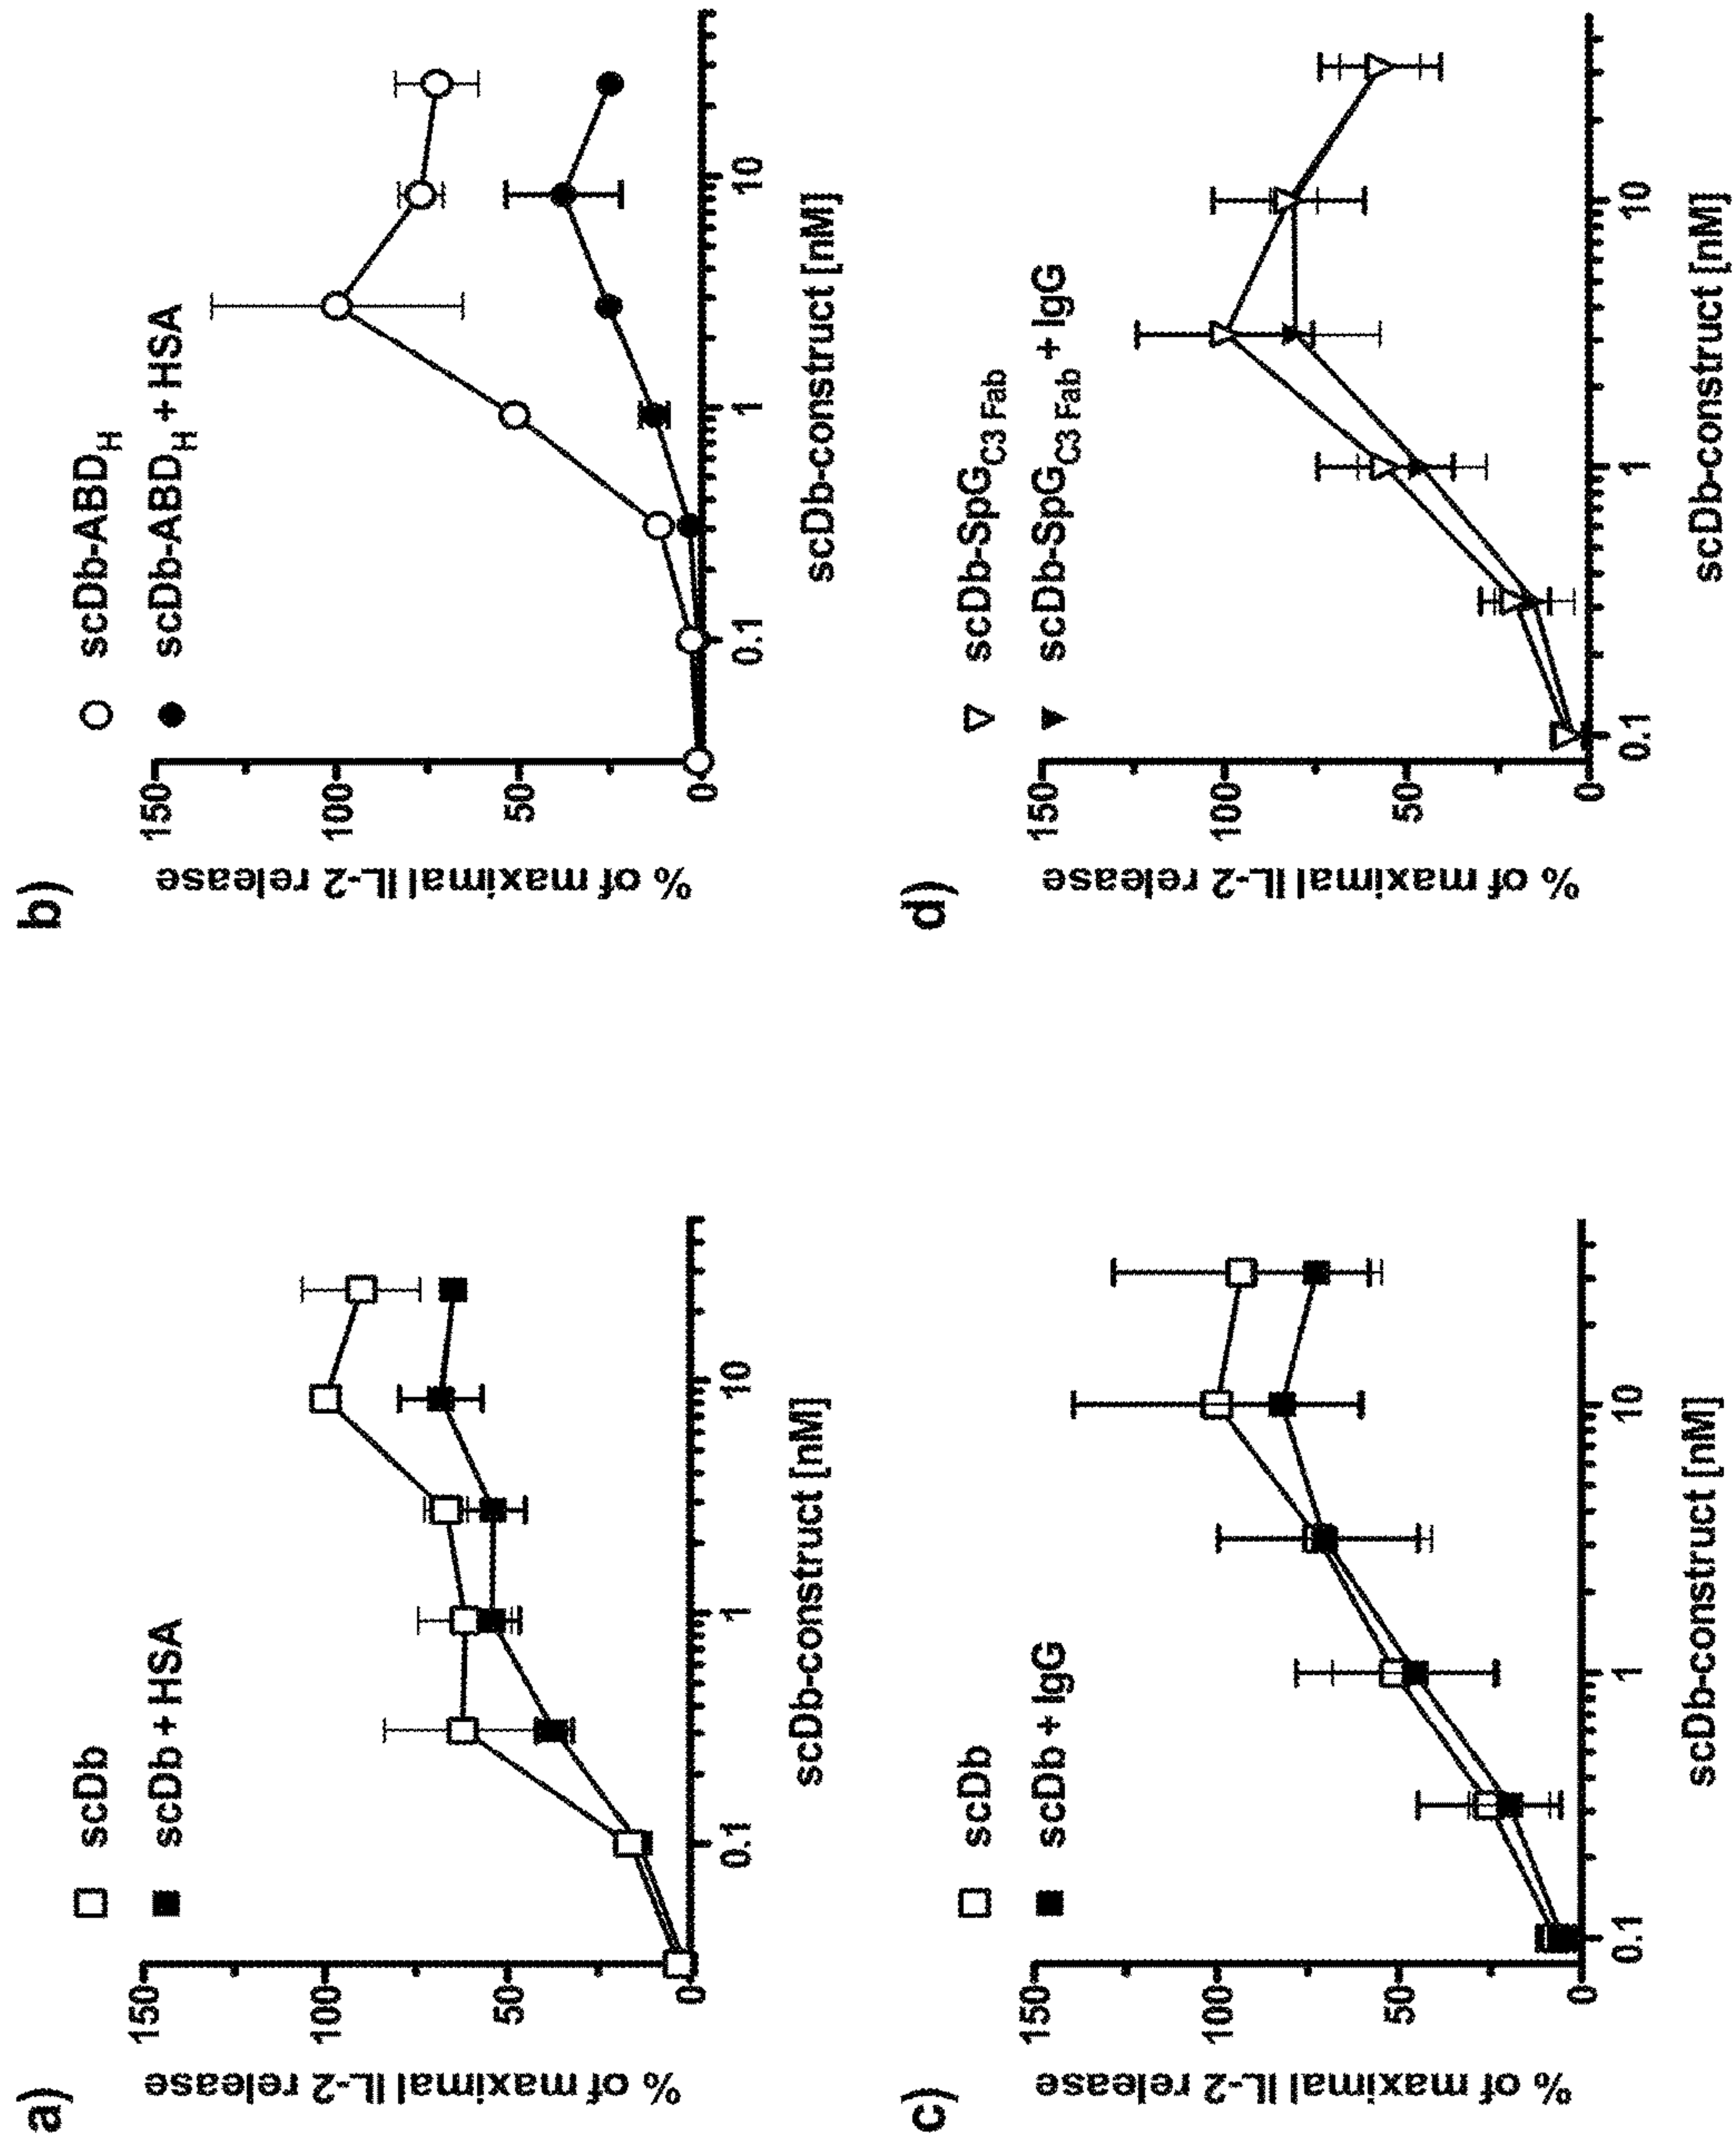 a)
□ scDb
■ scDb + HSA
% of maximal IL-2 release
150
100
50
0
0.1
1
10
scDb-construct [nM]
b)
○ scDb-ABDH
● scDb-ABDH + HSA
% of maximal IL-2 release
150
100
50
0
0.1
1
10
scDb-construct [nM]
c)
□ scDb
■ scDb + IgG
% of maximal IL-2 release
150
100
50
0
0.1
1
10
scDb-construct [nM]
d)
▽ scDb-SpGC3 Fab
▼ scDb-SpGC3 Fab + IgG
% of maximal IL-2 release
150
100
50
0
0.1
1
10
scDb-construct [nM]